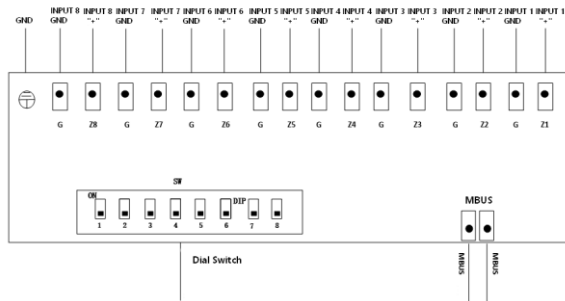 INPUT 8 INPUT 8 INPUT 7 INPUT 7 INPUT 6 INPUT 6 INPUT 5 INPUT 5 INPUT 4 INPUT 4 INPUT 3 INPUT 3 INPUT 2 INPUT 2 INPUT 1 INPUT 1
GND GND "+" GND "+" GND "+" GND "+" GND "+" GND "+" GND "+" GND "+"
G Z8 G Z7 G Z6 G Z5 G Z4 G Z3 G Z2 G Z1
SW
ON DIP
1 2 3 4 5 6 7 8
MBUS
Dial Switch
MBUS MBUS